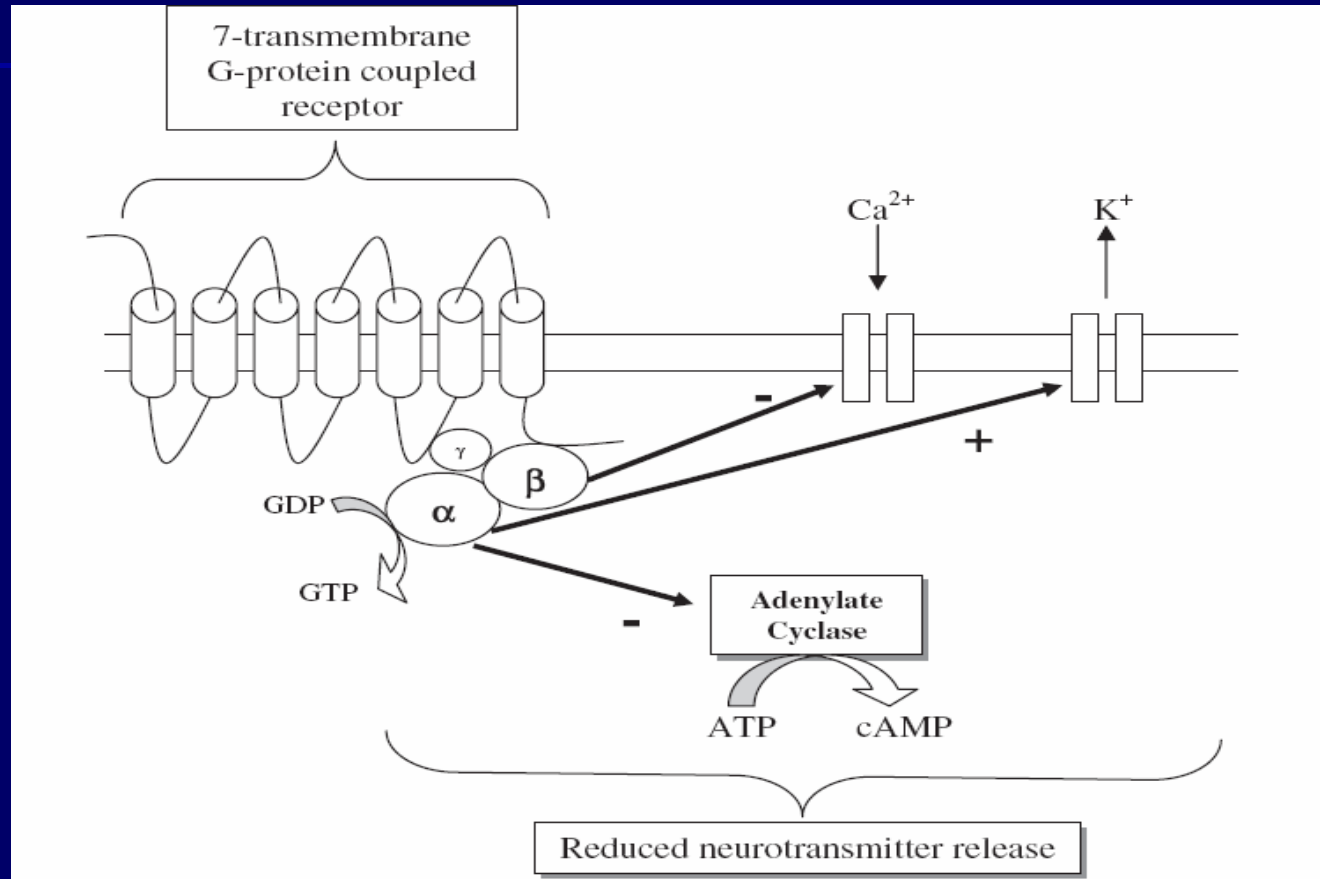 7-transmembrane
G-protein coupled
receptor
Ca²⁺
K⁺
-
+
γ
β
α
GDP
GTP
-
Adenylate
Cyclase
ATP
cAMP
Reduced neurotransmitter release